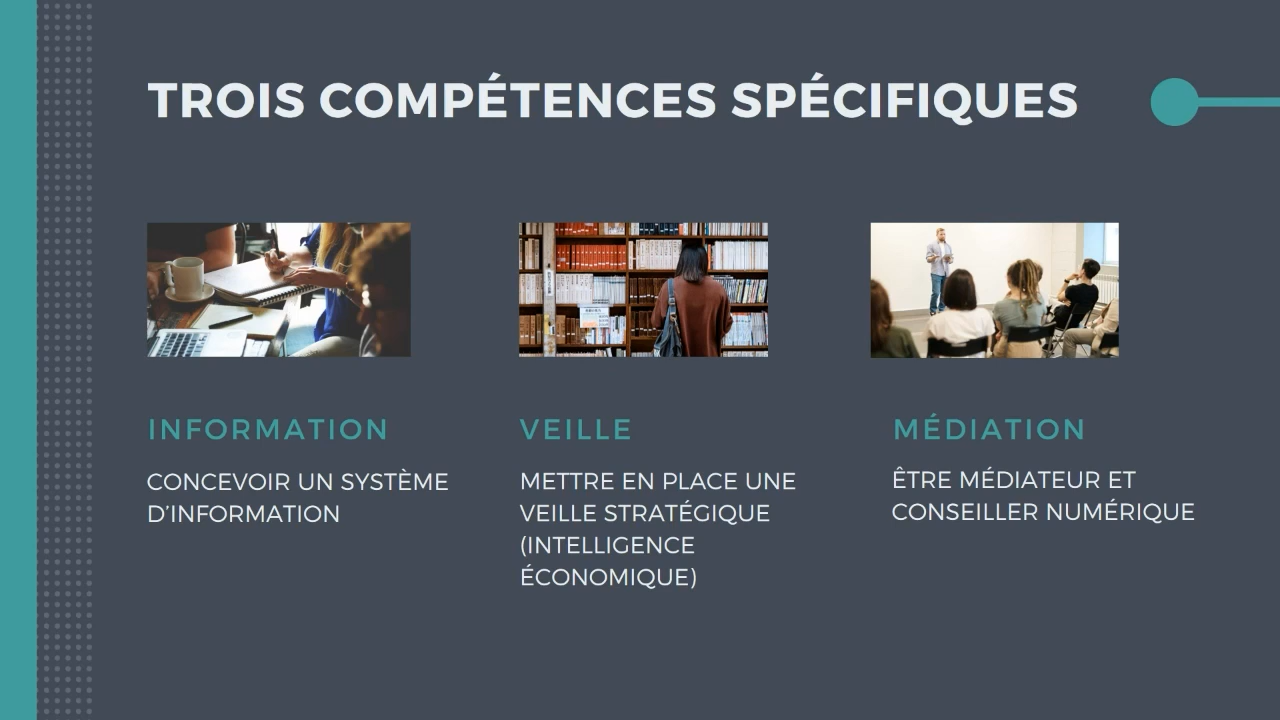 TROIS COMPÉTENCES SPÉCIFIQUES
INFORMATION
CONCEVOIR UN SYSTÈME
D'INFORMATION
VEILLE
METTRE EN PLACE UNE
VEILLE STRATÉGIQUE
(INTELLIGENCE
ÉCONOMIQUE)
MÉDIATION
ÊTRE MÉDIATEUR ET
CONSEILLER NUMÉRIQUE